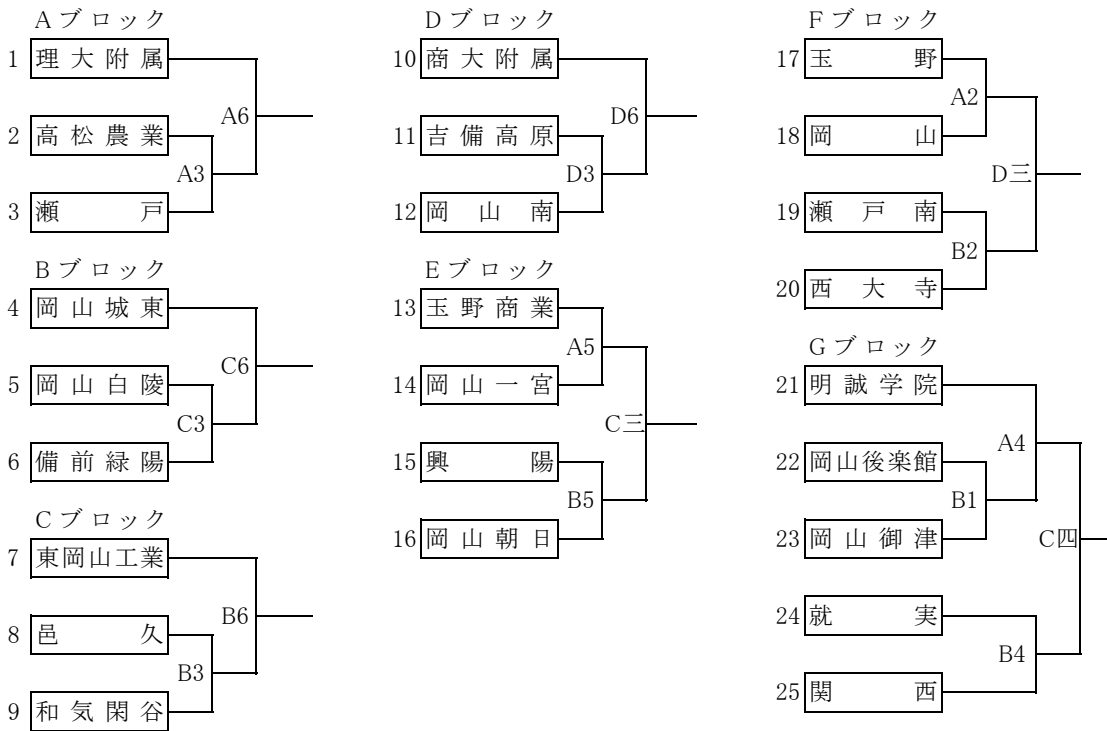 Aブロック
1 理大附属
A6
2 高松農業
A3
3 瀬戸
Bブロック
4 岡山城東
C6
5 岡山白陵
C3
6 備前緑陽
Cブロック
7 東岡山工業
B6
8 邑久
B3
9 和気閑谷
Dブロック
10 商大附属
D6
11 吉備高原
D3
12 岡山南
Eブロック
13 玉野商業
A5
14 岡山一宮
C三
15 興陽
B5
16 岡山朝日
Fブロック
17 玉野
A2
18 岡山
D三
19 瀬戸南
B2
20 西大寺
Gブロック
21 明誠学院
A4
22 岡山後楽館
B1
23 岡山御津
C四
24 就実
B4
25 関西